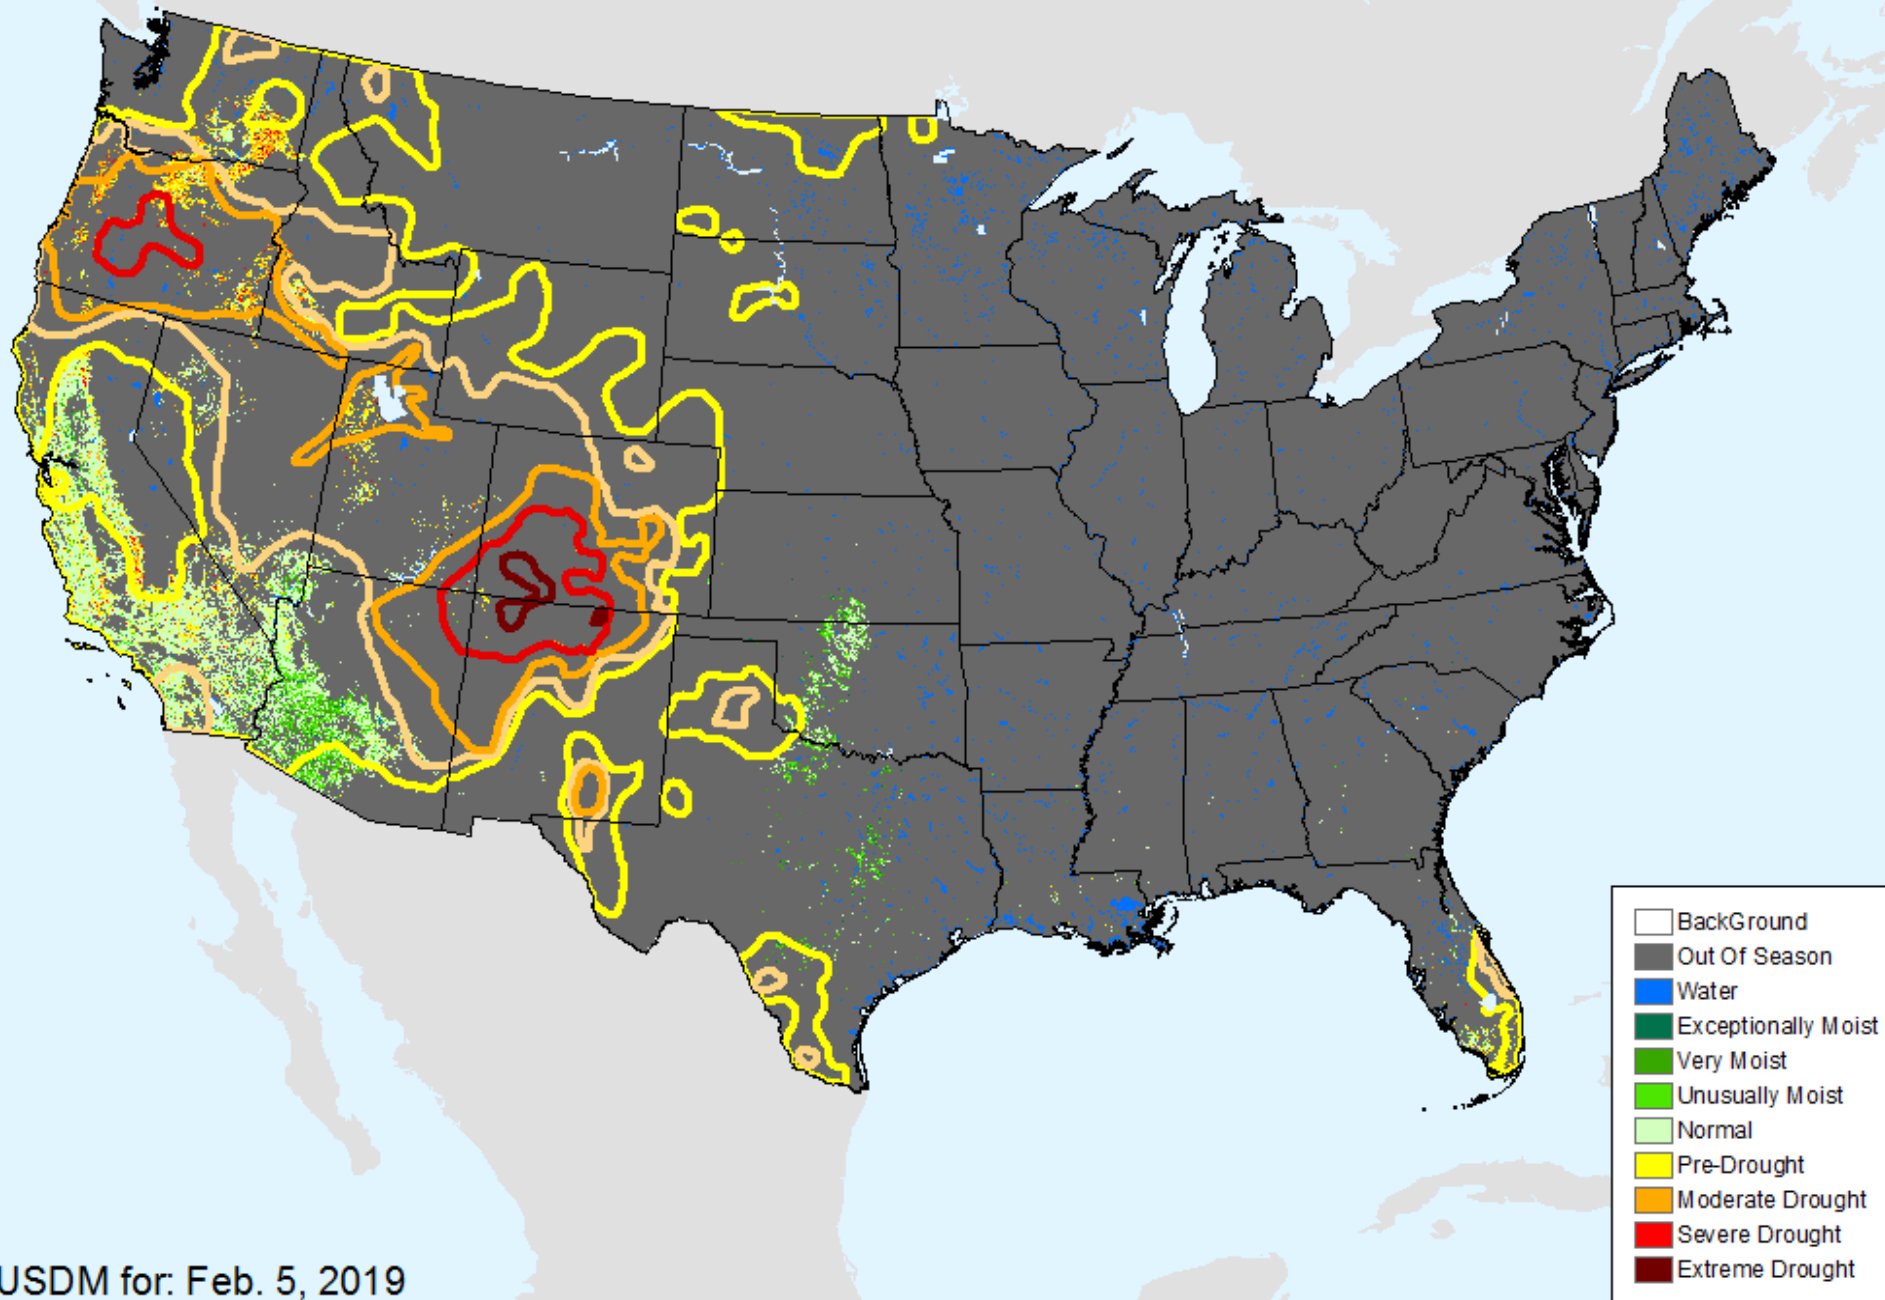 BackGround
Out Of Season
Water
Exceptionally Moist
Very Moist
Unusually Moist
Normal
Pre-Drought
Moderate Drought
Severe Drought
Extreme Drought
USDM for: Feb. 5, 2019